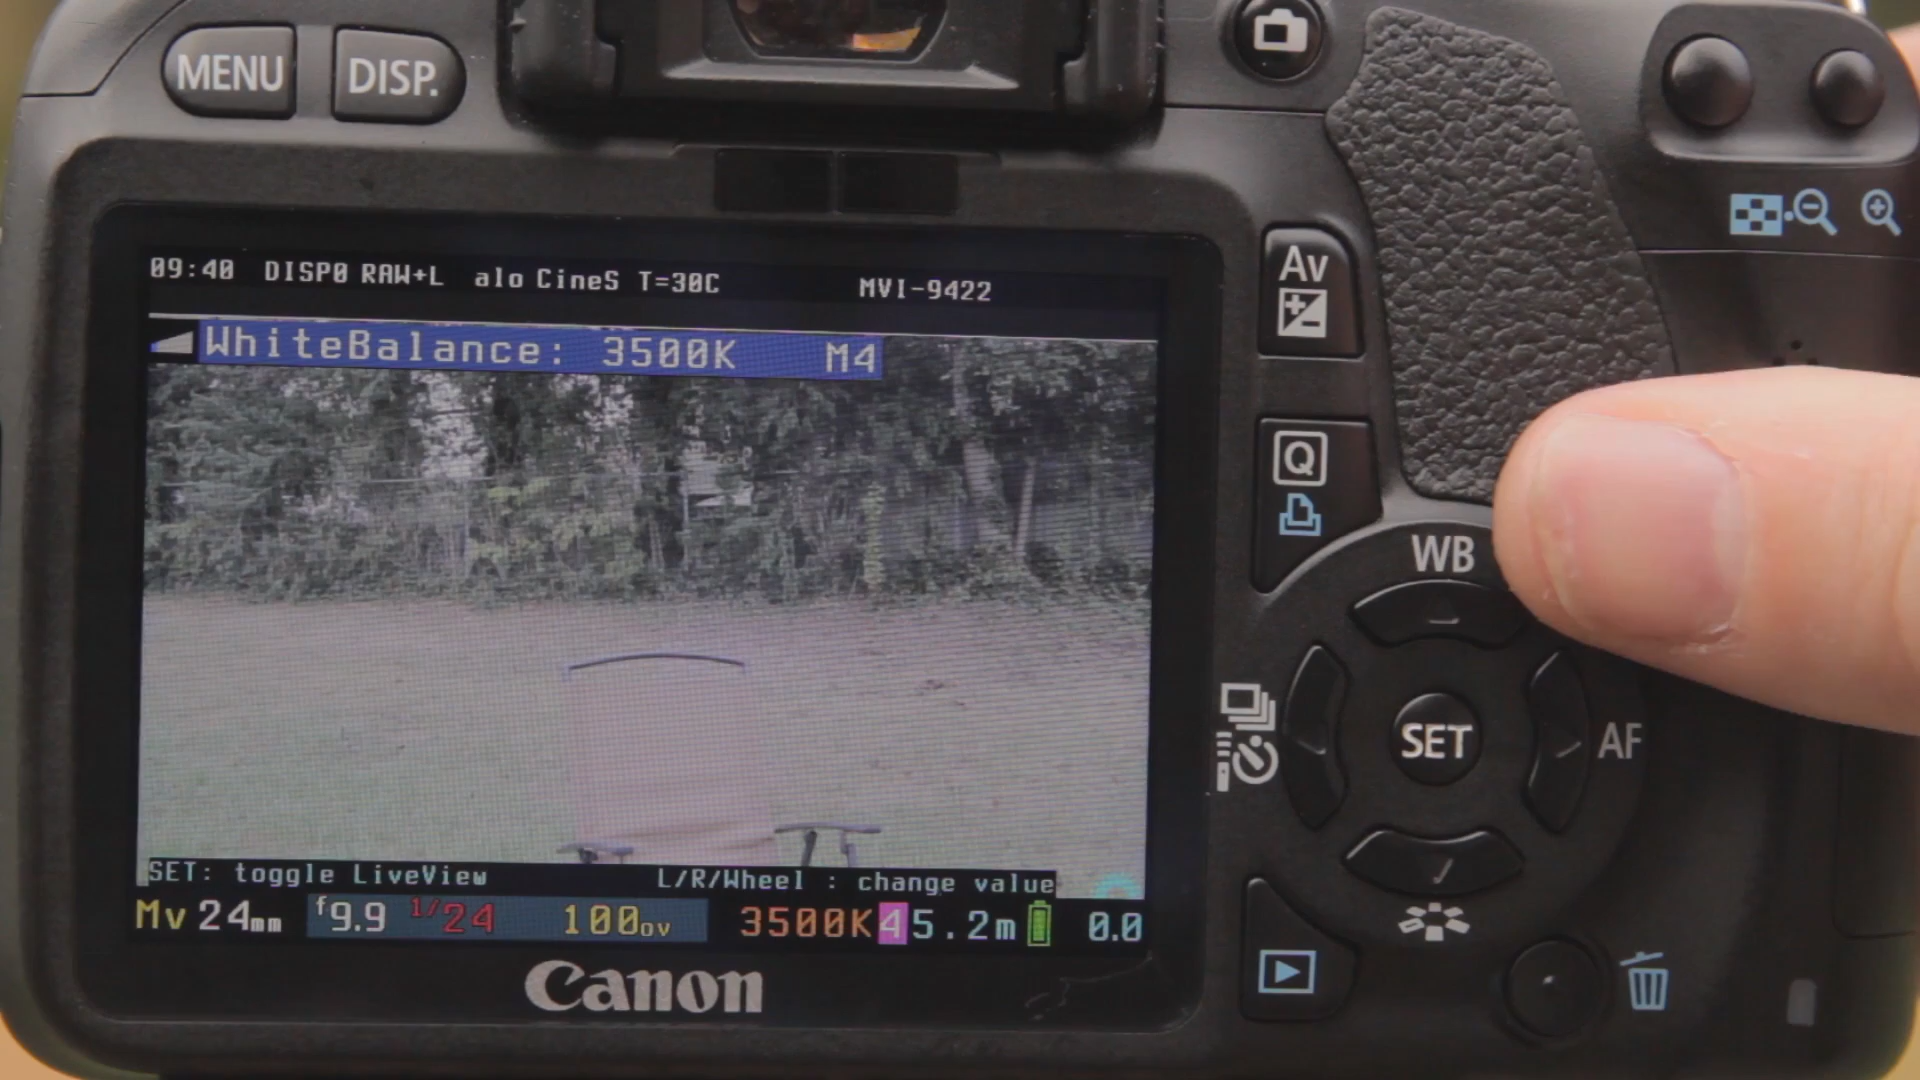 MENU
DISP.
09:40 DISP0 RAW+L alo CineS T=30C MVI-9422
WhiteBalance: 3500K M4
Av
Q
WB
SET
AF
SET: toggle LiveView L/R/Wheel : change value
Mv 24mm f9.9 1/24 100ov 3500K 4 5.2m 0.0
Canon